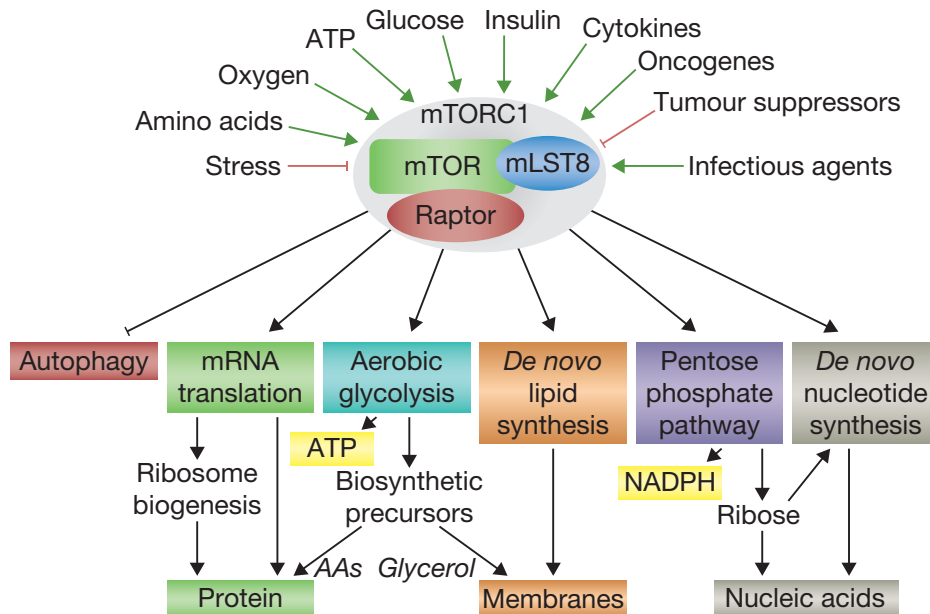 Glucose
Insulin
ATP
Cytokines
Oxygen
Oncogenes
Amino acids
mTORC1
Tumour suppressors
Stress
mTOR
mLST8
Infectious agents
Raptor
Autophagy
mRNA
translation
Aerobic
glycolysis
De novo
lipid
synthesis
Pentose
phosphate
pathway
De novo
nucleotide
synthesis
ATP
NADPH
Ribosome
biogenesis
Biosynthetic
precursors
Ribose
AAs
Glycerol
Protein
Membranes
Nucleic acids